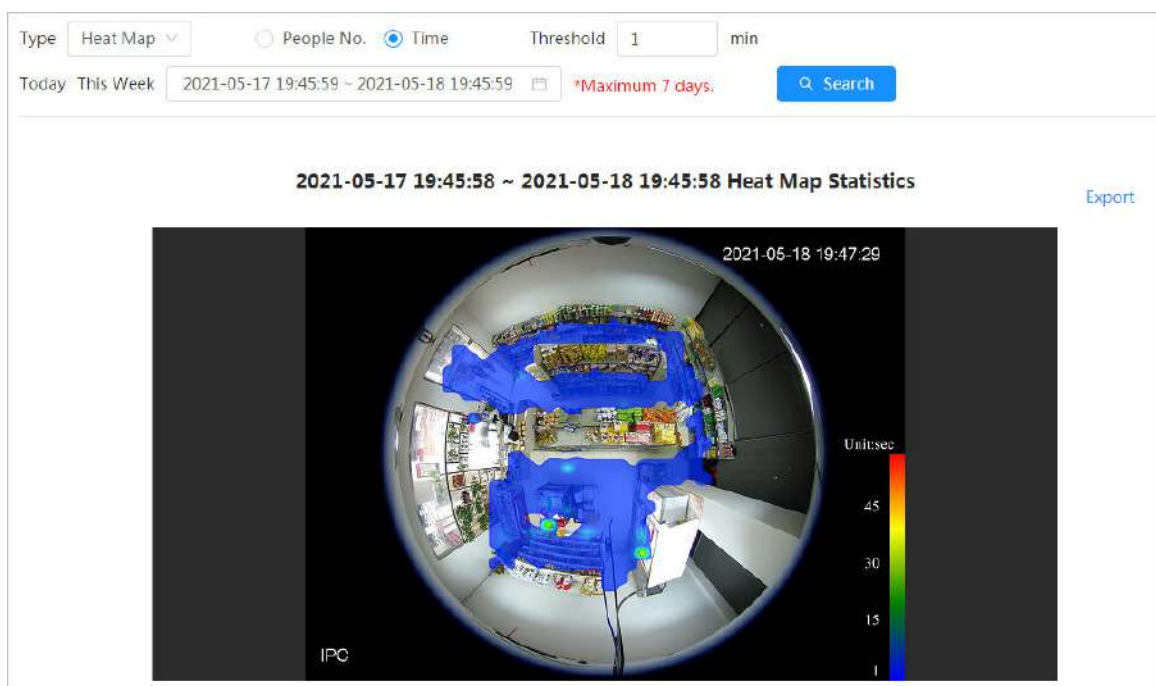 Type Heat Map People No. Time Threshold 1 min
Today This Week 2021-05-17 19:45:59 ~ 2021-05-18 19:45:59 *Maximum 7 days. Search
2021-05-17 19:45:58 ~ 2021-05-18 19:45:58 Heat Map Statistics
Export
2021-05-18 19:47:29
Unit:sec
45
30
15
1
IPC